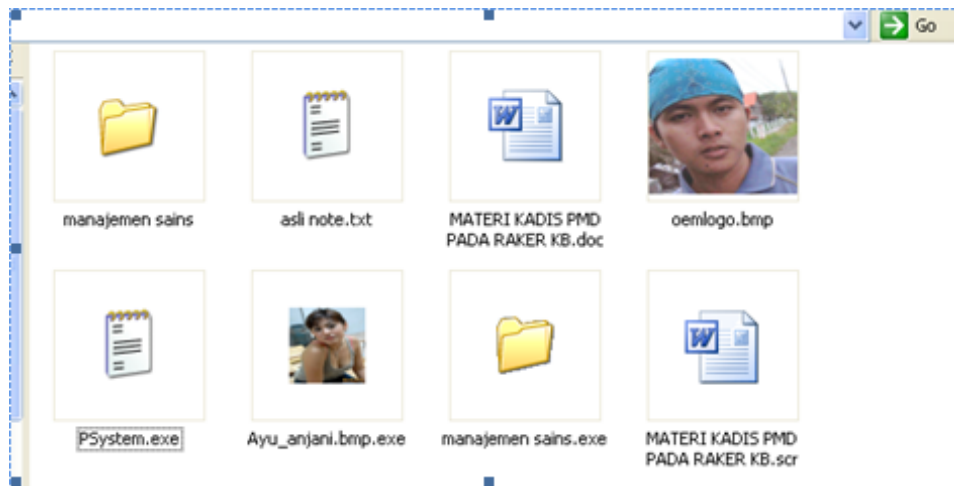 Go
manajemen sains
asli note.txt
MATERI KADIS PMD
PADA RAKER KB.doc
oemlogo.bmp
PSystem.exe
Ayu_anjani.bmp.exe
manajemen sains.exe
MATERI KADIS PMD
PADA RAKER KB.scr